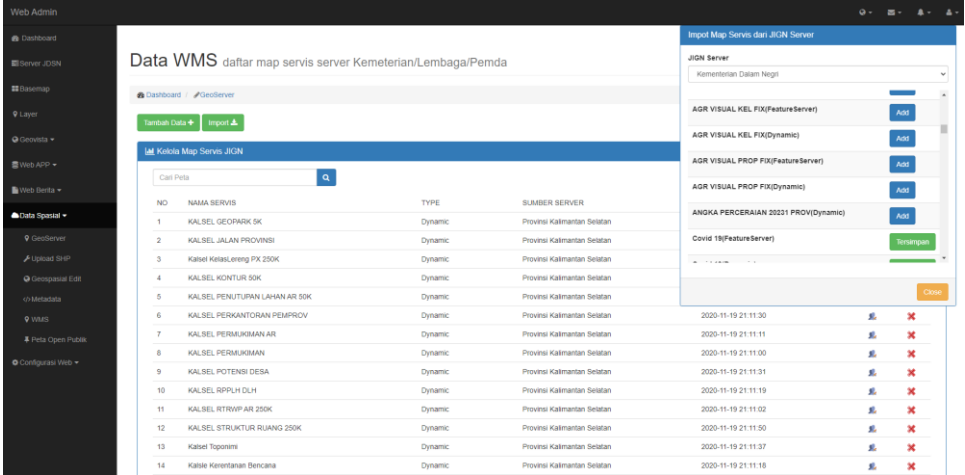 Web Admin
Dashboard
Server JDSN
Basemap
Layer
Geovista
Web APP
Web Berita
Data Spasial
GeoServer
Upload SHP
Geospasial Edit
</> Metadata
WMS
Peta Open Publik
Configurasi Web
Data WMS daftar map servis server Kemeterian/Lembaga/Pemda
Dashboard / GeoServer
Tambah Data + Import
Kelola Map Servis JIGN
Cari Peta
NO NAMA SERVIS TYPE SUMBER SERVER
1 KALSEL GEOPARK 5K Dynamic Provinsi Kalimantan Selatan
2 KALSEL JALAN PROVINSI Dynamic Provinsi Kalimantan Selatan
3 Kalsel KelasLereng PX 250K Dynamic Provinsi Kalimantan Selatan
4 KALSEL KONTUR 50K Dynamic Provinsi Kalimantan Selatan
5 KALSEL PENUTUPAN LAHAN AR 50K Dynamic Provinsi Kalimantan Selatan
6 KALSEL PERKANTORAN PEMPROV Dynamic Provinsi Kalimantan Selatan 2020-11-19 21:11:30
7 KALSEL PERMUKIMAN AR Dynamic Provinsi Kalimantan Selatan 2020-11-19 21:11:11
8 KALSEL PERMUKIMAN Dynamic Provinsi Kalimantan Selatan 2020-11-19 21:11:00
9 KALSEL POTENSI DESA Dynamic Provinsi Kalimantan Selatan 2020-11-19 21:11:31
10 KALSEL RPPLH DLH Dynamic Provinsi Kalimantan Selatan 2020-11-19 21:11:19
11 KALSEL RTRWP AR 250K Dynamic Provinsi Kalimantan Selatan 2020-11-19 21:11:02
12 KALSEL STRUKTUR RUANG 250K Dynamic Provinsi Kalimantan Selatan 2020-11-19 21:11:50
13 Kalsel Toponimi Dynamic Provinsi Kalimantan Selatan 2020-11-19 21:11:37
14 Kalsle Kerentanan Bencana Dynamic Provinsi Kalimantan Selatan 2020-11-19 21:11:18
Impot Map Servis dari JIGN Server
JIGN Server
Kementerian Dalam Negri
AGR VISUAL KEL FIX(FeatureServer) Add
AGR VISUAL KEL FIX(Dynamic) Add
AGR VISUAL PROP FIX(FeatureServer) Add
AGR VISUAL PROP FIX(Dynamic) Add
ANGKA PERCERAIAN 20231 PROV(Dynamic) Add
Covid 19(FeatureServer) Tersimpan
Close